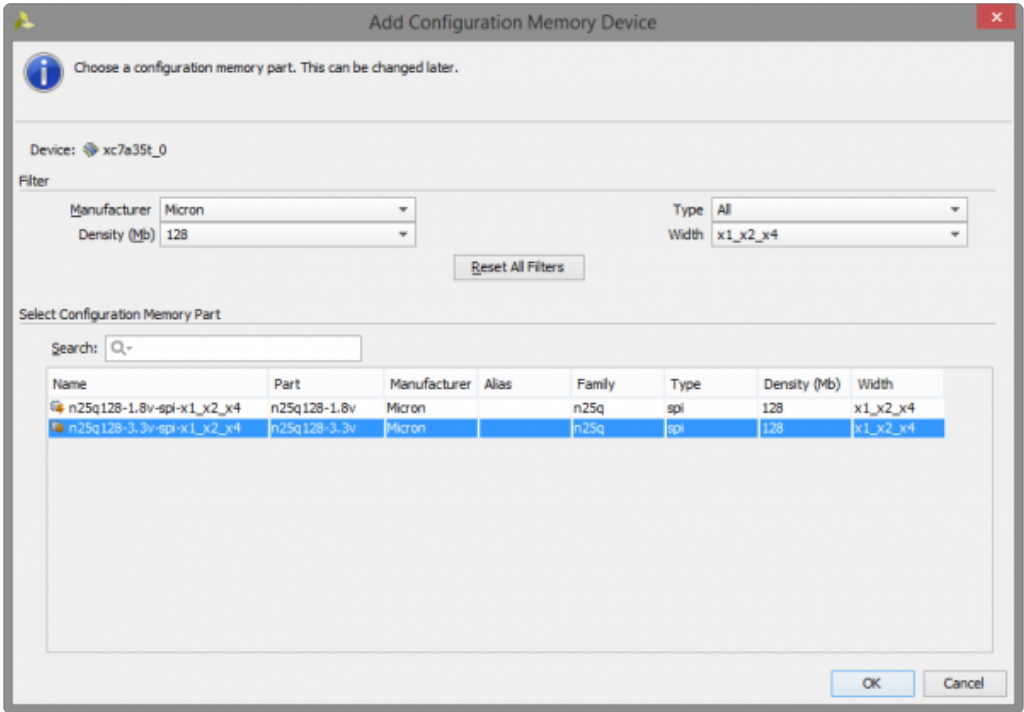 Add Configuration Memory Device
Choose a configuration memory part. This can be changed later.
Device: xc7a35t_0
Filter
Manufacturer Micron Type All
Density (Mb) 128 Width x1_x2_x4
Reset All Filters
Select Configuration Memory Part
Search:
Name Part Manufacturer Alias Family Type Density (Mb) Width
n25q128-1.8v-spi-x1_x2_x4 n25q128-1.8v Micron n25q spi 128 x1_x2_x4
n25q128-3.3v-spi-x1_x2_x4 n25q128-3.3v Micron n25q spi 128 x1_x2_x4
OK Cancel